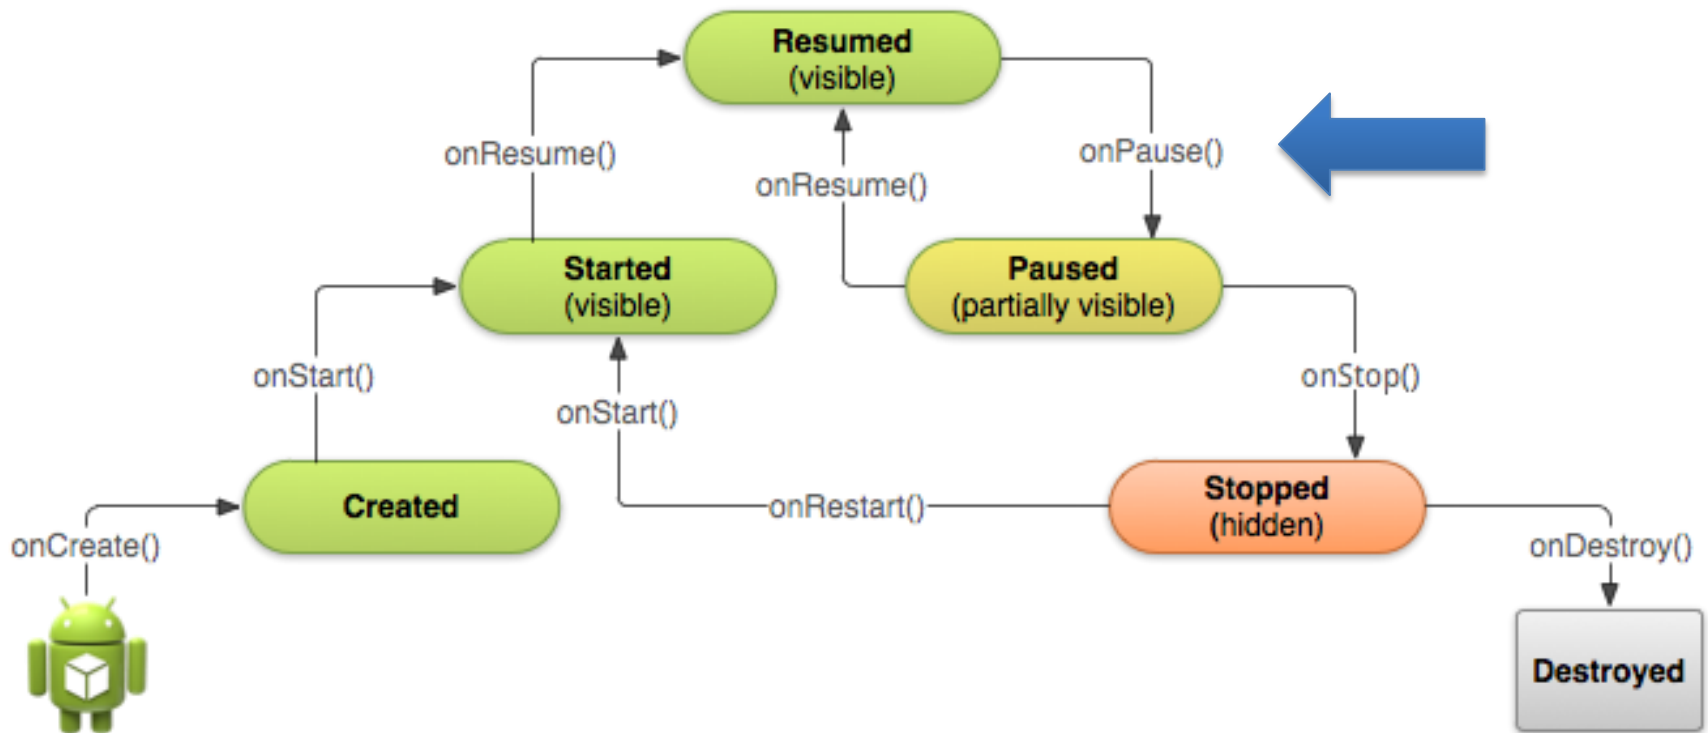 Resumed
(visible)
onResume()
onPause()
onResume()
Started
(visible)
Paused
(partially visible)
onStart()
onStop()
onStart()
Created
onRestart()
Stopped
(hidden)
onCreate()
onDestroy()
Destroyed